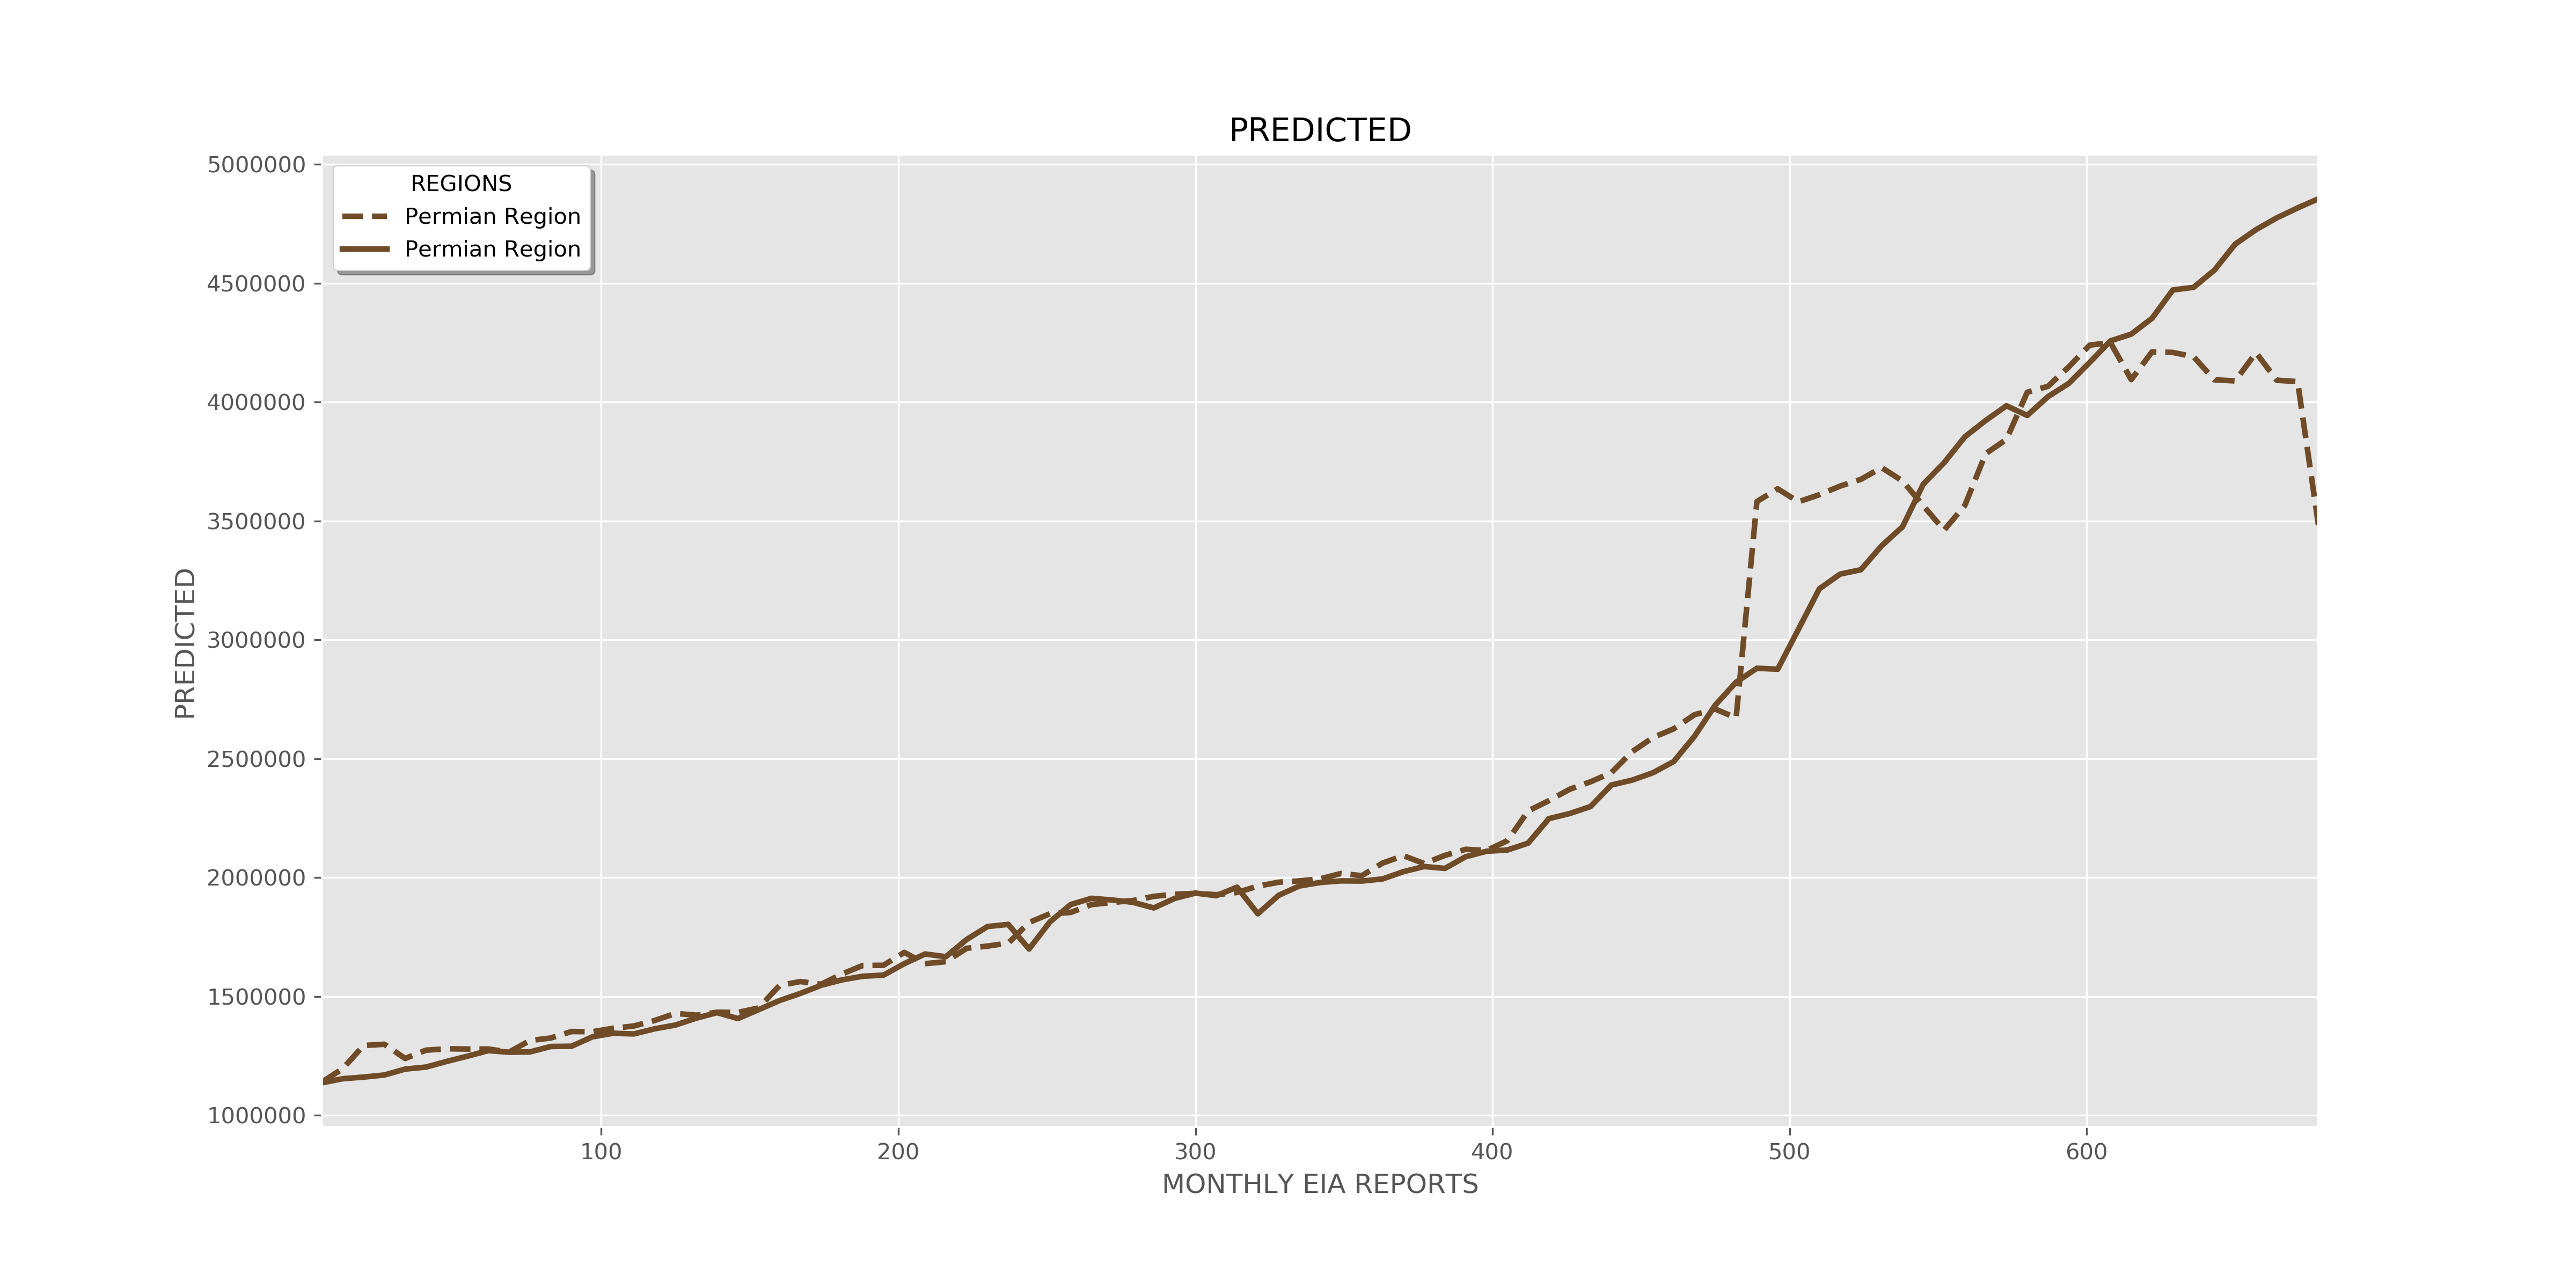 PREDICTED
5000000
4500000
4000000
3500000
3000000
2500000
2000000
1500000
1000000
PREDICTED
REGIONS
Permian Region
Permian Region
100 200 300 400 500 600
MONTHLY EIA REPORTS